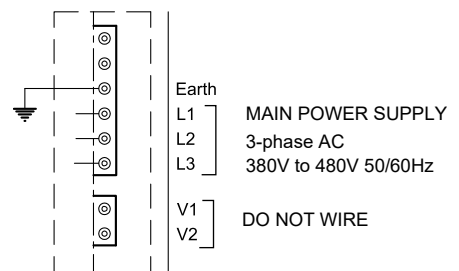 Earth
L1 MAIN POWER SUPPLY
L2 3-phase AC
L3 380V to 480V 50/60Hz
V1
V2 DO NOT WIRE